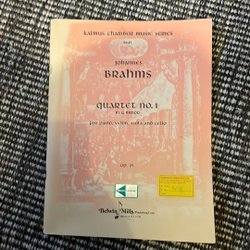 Kalmus Chamber Music Series
Johannes
BRAHMS
QUARTET NO. 1
IN G MINOR
for piano, violin, viola and cello
Op. 25
Belwin Mills